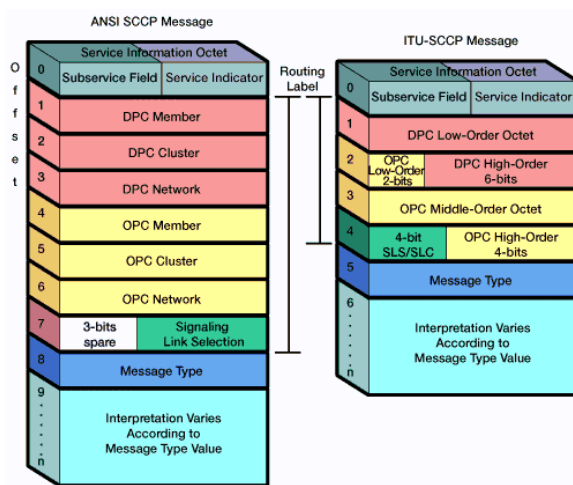 ANSI SCCP Message
Offset
Service Information Octet
0
Subservice Field
Service Indicator
1
DPC Member
2
DPC Cluster
3
DPC Network
4
OPC Member
5
OPC Cluster
6
OPC Network
7
3-bits
spare
Signaling
Link Selection
8
Message Type
9
.
.
.
.
.
n
Interpretation Varies
According to
Message Type Value
Routing
Label
ITU-SCCP Message
Service Information Octet
0
Subservice Field
Service Indicator
1
DPC Low-Order Octet
2
OPC
Low-Order
2-bits
DPC High-Order
6-bits
3
OPC Middle-Order Octet
4
4-bit
SLS/SLC
OPC High-Order
4-bits
5
Message Type
6
.
.
.
.
.
n
Interpretation Varies
According to
Message Type Value